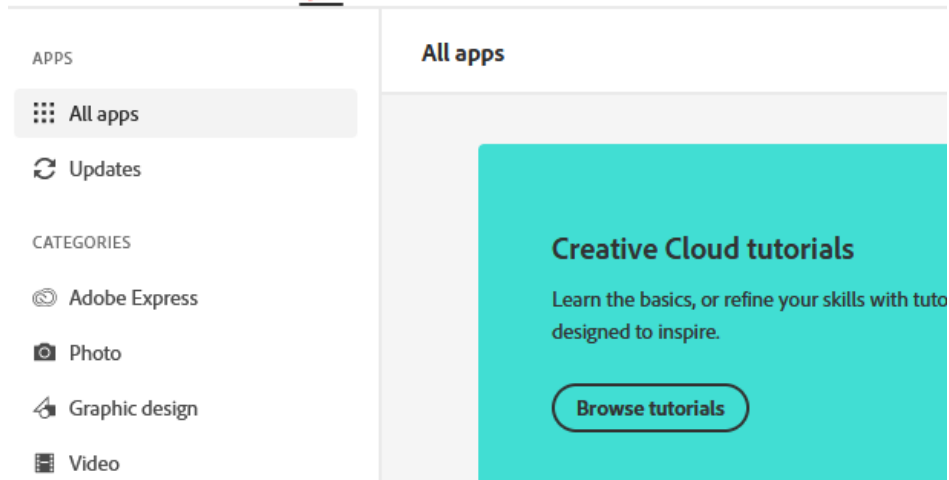 APPS
All apps
Updates
CATEGORIES
Adobe Express
Photo
Graphic design
Video
All apps
Creative Cloud tutorials
Learn the basics, or refine your skills with tuto
designed to inspire.
Browse tutorials